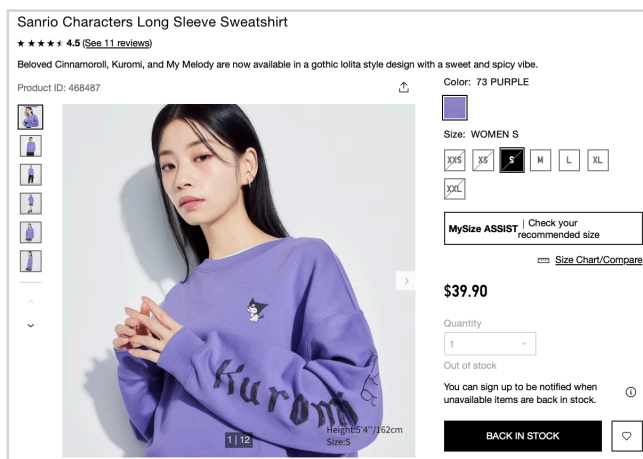 Sanrio Characters Long Sleeve Sweatshirt
4.5 (See 11 reviews)
Beloved Cinnamoroll, Kuromi, and My Melody are now available in a gothic lolita style design with a sweet and spicy vibe.
Product ID: 468487
Color: 73 PURPLE
Size: WOMEN S
XXS XS S M L XL
XXL
MySize ASSIST | Check your
recommended size
Size Chart/Compare
$39.90
Quantity
1
Out of stock
You can sign up to be notified when
unavailable items are back in stock.
BACK IN STOCK
Kuromi
Height:5'4''/162cm
Size:S
1 | 12